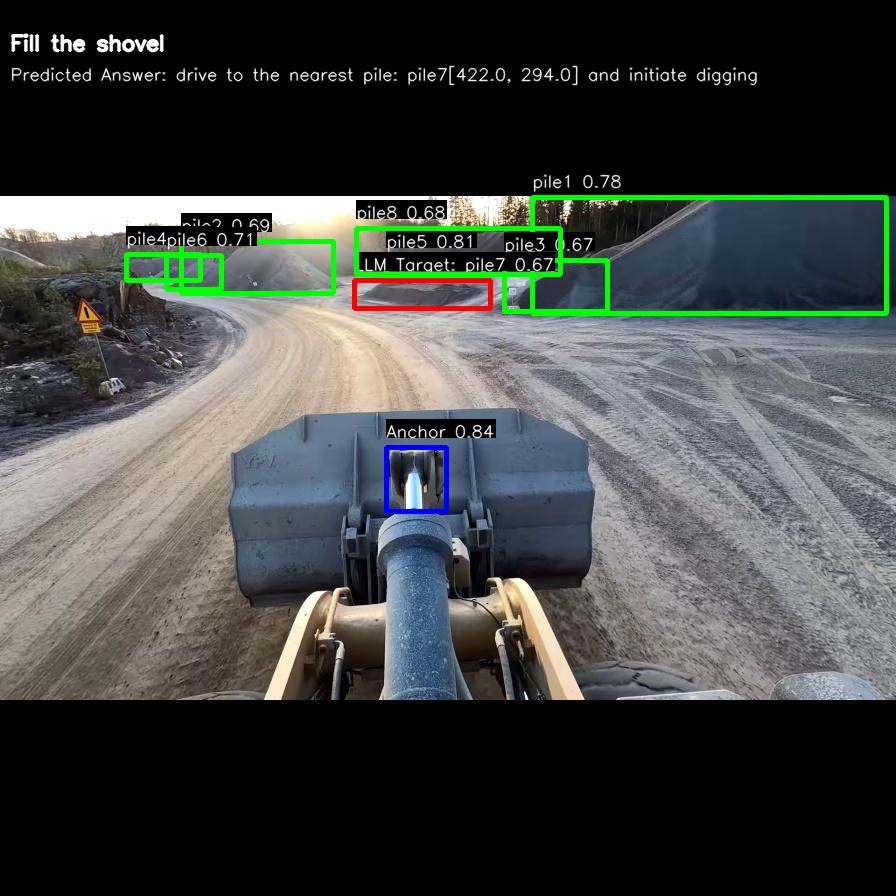 Fill the shovel
Predicted Answer: drive to the nearest pile: pile7[422.0, 294.0] and initiate digging
pile1 0.78
pile8 0.68
pile2 0.69
pile4
pile6 0.71
pile5 0.81
pile3 0.67
LM Target: pile7 0.67
Anchor 0.84